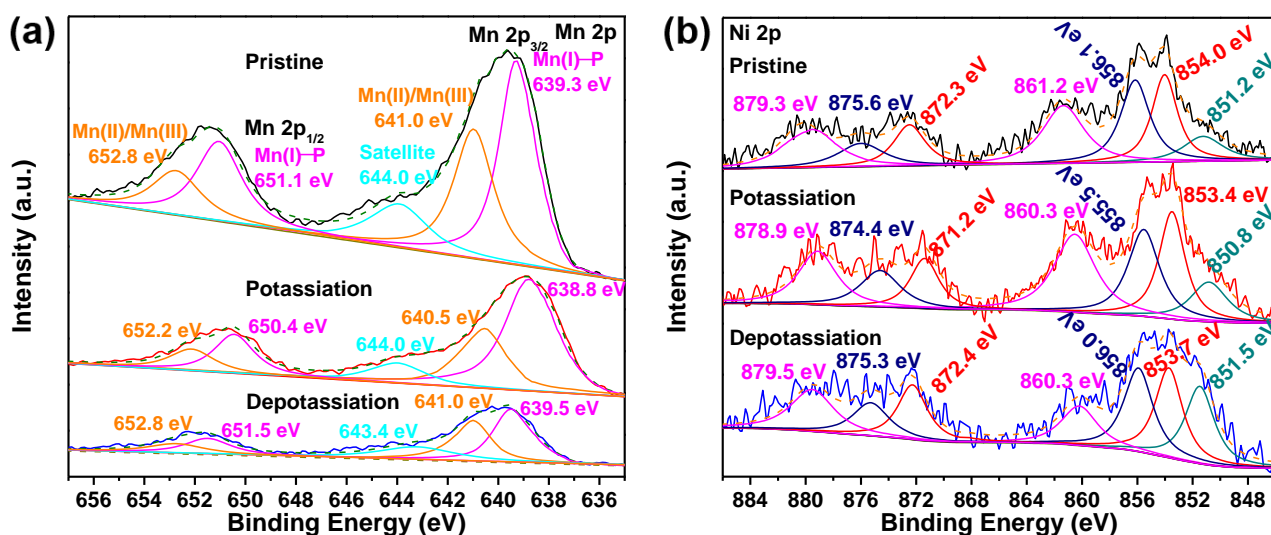 (a)
Mn 2p3/2 Mn 2p
Pristine
Mn(I)–P
639.3 eV
Mn(II)/Mn(III)
641.0 eV
Mn(II)/Mn(III)
652.8 eV
Mn 2p1/2
Mn(I)–P
651.1 eV
Satellite
644.0 eV
Potassiation
638.8 eV
652.2 eV
650.4 eV
640.5 eV
644.0 eV
Depotassiation
641.0 eV
639.5 eV
652.8 eV
651.5 eV
643.4 eV
656 654 652 650 648 646 644 642 640 638 636
Binding Energy (eV)
Intensity (a.u.)
(b)
Ni 2p
Pristine
879.3 eV
875.6 eV
872.3 eV
861.2 eV
856.1 eV
854.0 eV
851.2 eV
Potassiation
878.9 eV
874.4 eV
871.2 eV
860.3 eV
855.5 eV
853.4 eV
850.8 eV
Depotassiation
879.5 eV
875.3 eV
872.4 eV
860.3 eV
856.0 eV
853.7 eV
851.5 eV
884 880 876 872 868 864 860 856 852 848
Binding Energy (eV)
Intensity (a.u.)